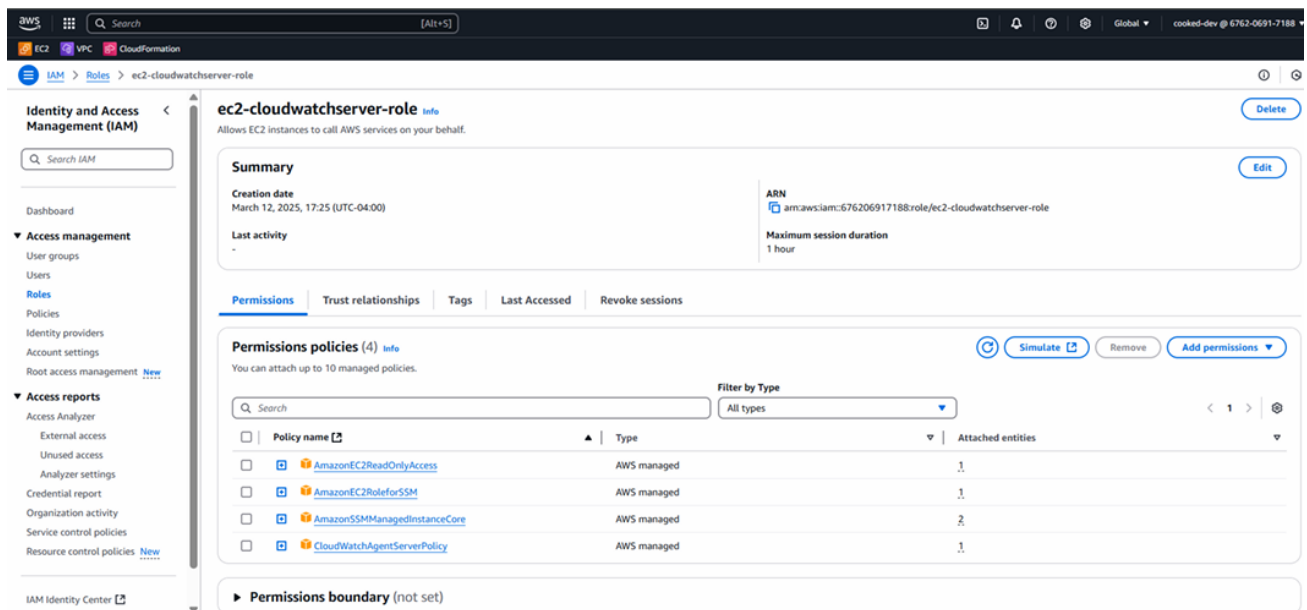 aws
Search [Alt+S] Global cooked-dev @ 6762-0691-7188
EC2 VPC CloudFormation
IAM > Roles > ec2-cloudwatchserver-role
Identity and Access Management (IAM)
Search IAM
Dashboard
Access management
User groups
Users
Roles
Policies
Identity providers
Account settings
Root access management New
Access reports
Access Analyzer
External access
Unused access
Analyzer settings
Credential report
Organization activity
Service control policies
Resource control policies New
IAM Identity Center
ec2-cloudwatchserver-role Info
Delete
Allows EC2 instances to call AWS services on your behalf.
Summary
Edit
Creation date
March 12, 2025, 17:25 (UTC-04:00)
ARN
arn:aws:iam::676206917188:role/ec2-cloudwatchserver-role
Last activity
-
Maximum session duration
1 hour
Permissions Trust relationships Tags Last Accessed Revoke sessions
Permissions policies (4) Info
Simulate Remove Add permissions
You can attach up to 10 managed policies.
Filter by Type
Search All types < 1 >
Policy name Type Attached entities
AmazonEC2ReadOnlyAccess AWS managed 1
AmazonEC2RoleforSSM AWS managed 1
AmazonSSMManagedInstanceCore AWS managed 2
CloudWatchAgentServerPolicy AWS managed 1
Permissions boundary (not set)